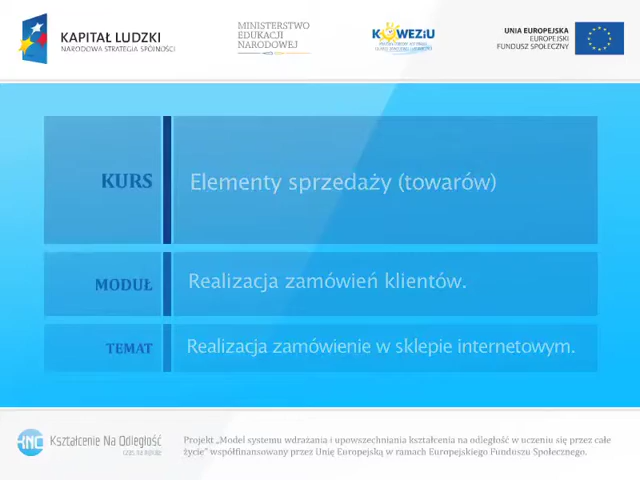 KAPITAŁ LUDZKI
NARODOWA STRATEGIA SPÓJNOŚCI
MINISTERSTWO
EDUKACJI
NARODOWEJ
KOWEZiU
UNIA EUROPEJSKA
EUROPEJSKI
FUNDUSZ SPOŁECZNY
KURS
Elementy sprzedaży (towarów)
MODUŁ
Realizacja zamówień klientów.
TEMAT
Realizacja zamówienie w sklepie internetowym.
KNO
Kształcenie Na Odległość
Projekt „Model systemu wdrażania i upowszechniania kształcenia na odległość w uczeniu się przez całe
życie” współfinansowany przez Unię Europejską w ramach Europejskiego Funduszu Społecznego.